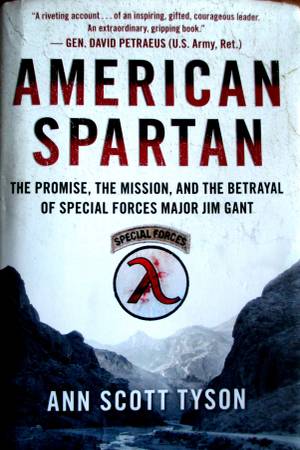 "A riveting account . . . of an inspiring, gifted, courageous leader.
An extraordinary, gripping book."
— GEN. DAVID PETRAEUS (U.S. Army, Ret.)
AMERICAN
SPARTAN
THE PROMISE, THE MISSION, AND THE BETRAYAL
OF SPECIAL FORCES MAJOR JIM GANT
SPECIAL FORCES
λ
ANN SCOTT TYSON